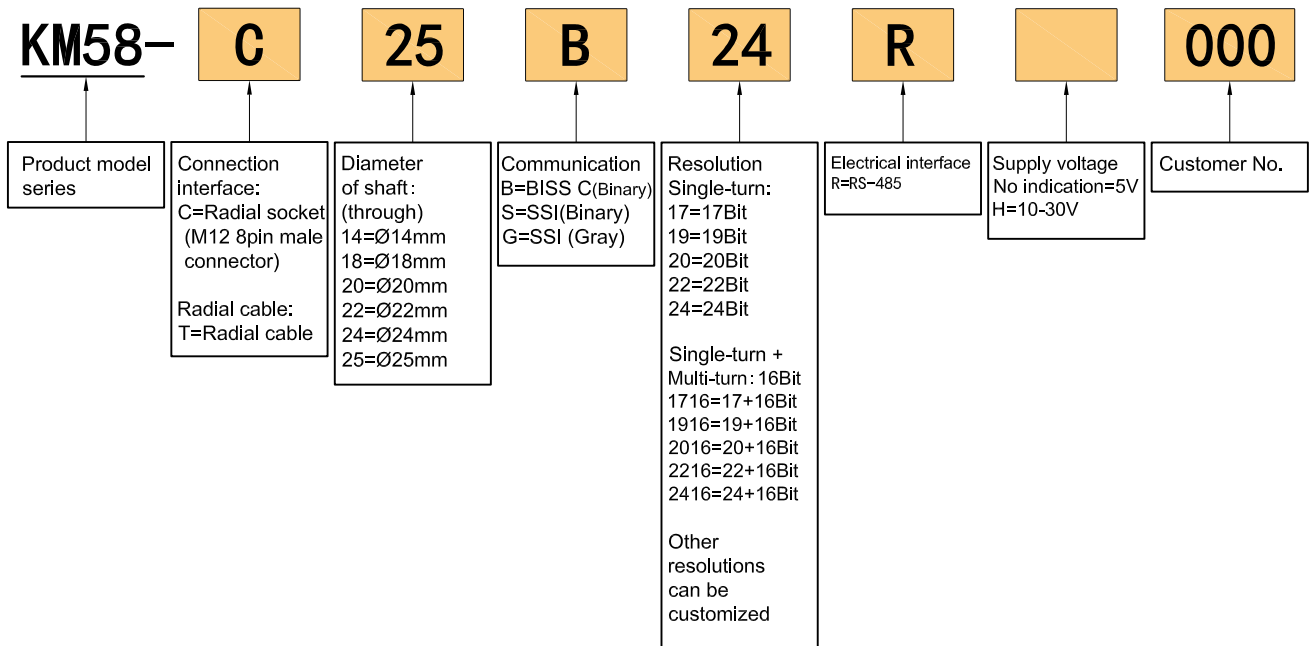 KM58- C 25 B 24 R 000
Product model
series
Connection
interface:
C=Radial socket
(M12 8pin male
connector)
Radial cable:
T=Radial cable
Diameter
of shaft:
(through)
14=Ø14mm
18=Ø18mm
20=Ø20mm
22=Ø22mm
24=Ø24mm
25=Ø25mm
Communication
B=BISS C(Binary)
S=SSI(Binary)
G=SSI (Gray)
Resolution
Single-turn:
17=17Bit
19=19Bit
20=20Bit
22=22Bit
24=24Bit
Single-turn +
Multi-turn: 16Bit
1716=17+16Bit
1916=19+16Bit
2016=20+16Bit
2216=22+16Bit
2416=24+16Bit
Other
resolutions
can be
customized
Electrical interface
R=RS-485
Supply voltage
No indication=5V
H=10-30V
Customer No.